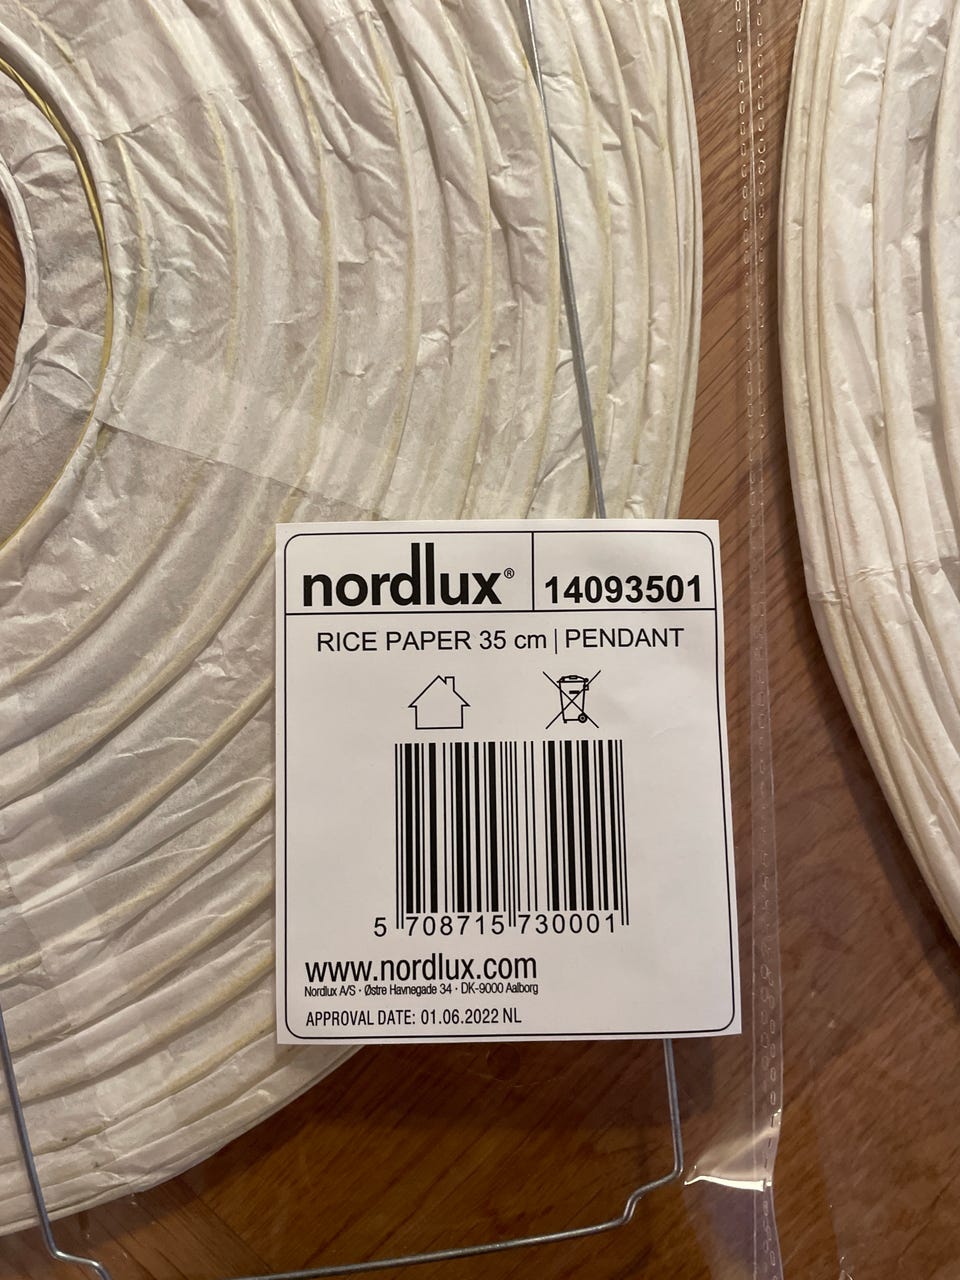 nordlux® 14093501
RICE PAPER 35 cm | PENDANT
5 708715 730001
www.nordlux.com
Nordlux A/S · Østre Havnegade 34 · DK-9000 Aalborg
APPROVAL DATE: 01.06.2022 NL